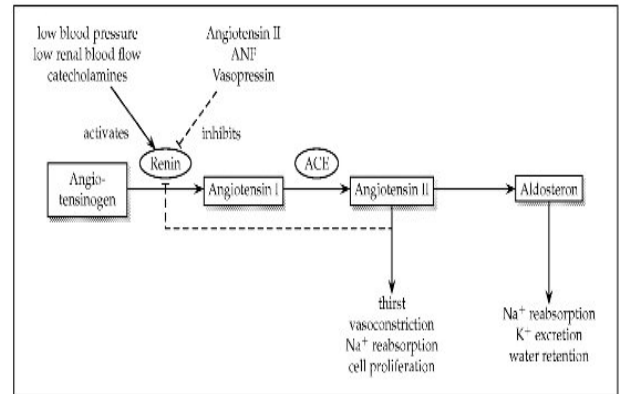 low blood pressure
low renal blood flow
catecholamines
Angiotensin II
ANF
Vasopressin
activates
inhibits
Renin
ACE
Angio-
tensinogen
Angiotensin I
Angiotensin II
Aldosteron
thirst
vasoconstriction
Na⁺ reabsorption
cell proliferation
Na⁺ reabsorption
K⁺ excretion
water retention